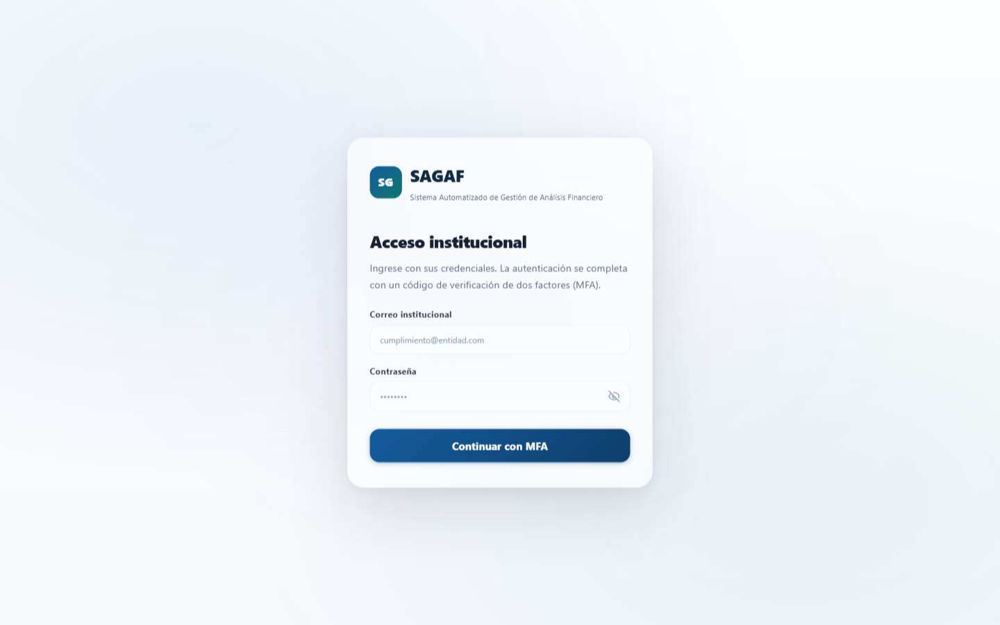 SG
SAGAF
Sistema Automatizado de Gestión de Análisis Financiero
Acceso institucional
Ingrese con sus credenciales. La autenticación se completa
con un código de verificación de dos factores (MFA).
Correo institucional
cumplimiento@entidad.com
Contraseña
••••••••
Continuar con MFA